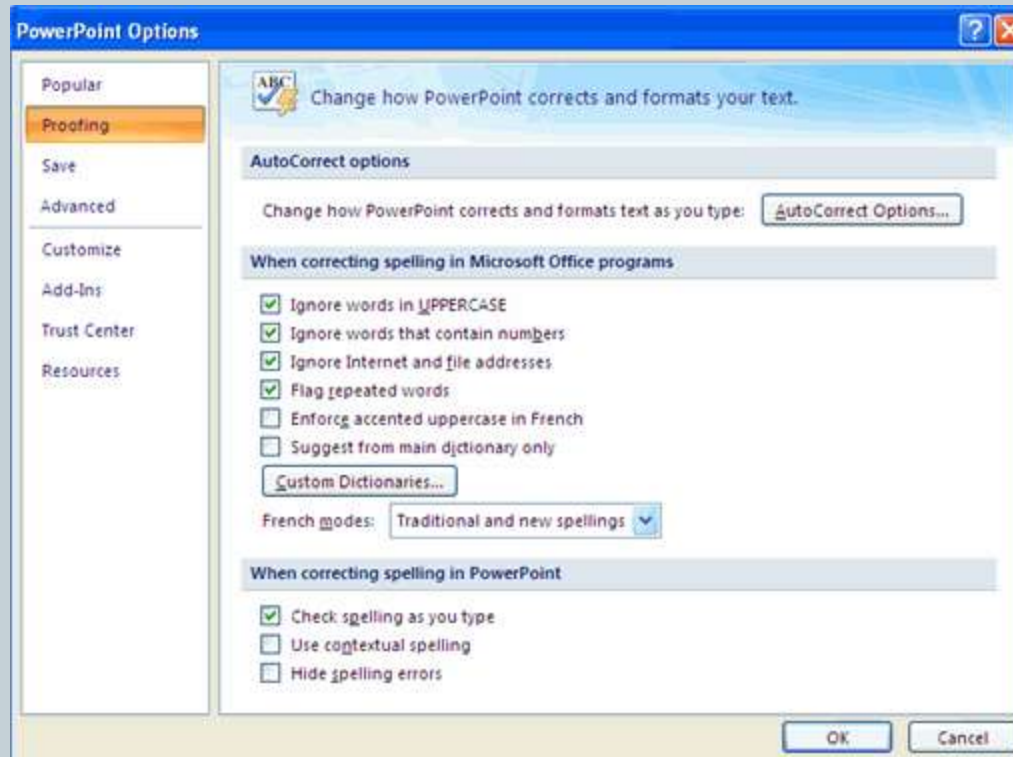 PowerPoint Options
Popular
Proofing
Save
Advanced
Customize
Add-Ins
Trust Center
Resources
ABC
Change how PowerPoint corrects and formats your text.
AutoCorrect options
Change how PowerPoint corrects and formats text as you type: AutoCorrect Options...
When correcting spelling in Microsoft Office programs
Ignore words in UPPERCASE
Ignore words that contain numbers
Ignore Internet and file addresses
Flag repeated words
Enforce accented uppercase in French
Suggest from main dictionary only
Custom Dictionaries...
French modes: Traditional and new spellings
When correcting spelling in PowerPoint
Check spelling as you type
Use contextual spelling
Hide spelling errors
OK Cancel